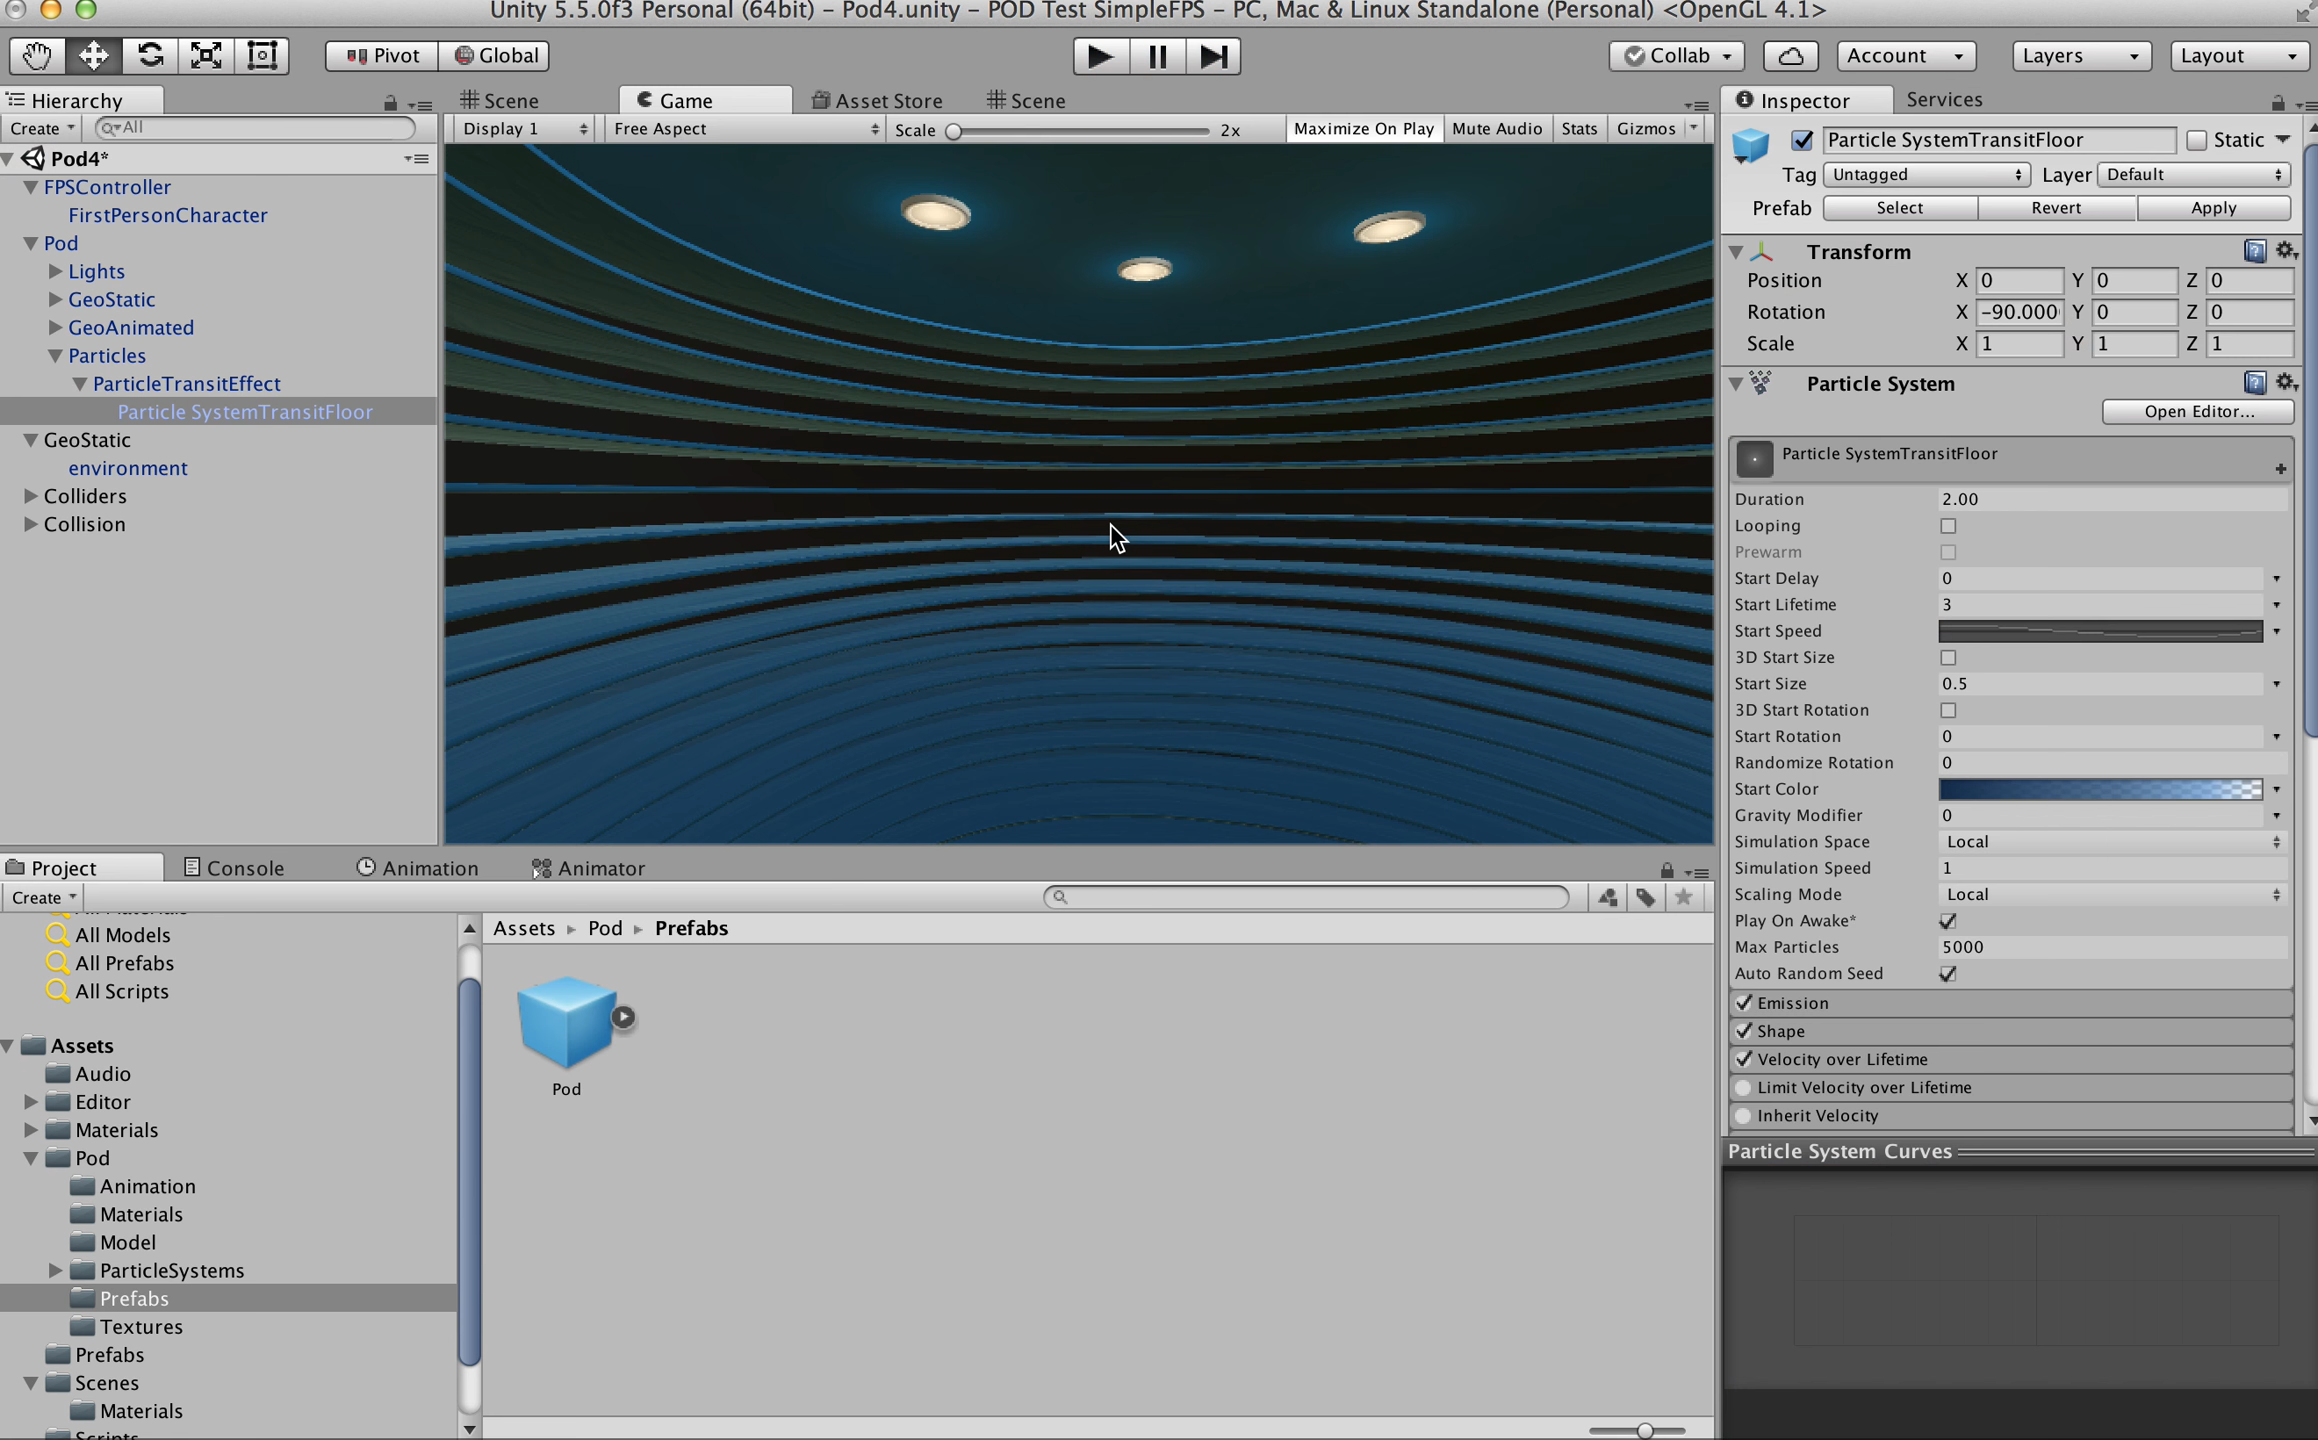 Unity 5.5.0f3 Personal (64bit) – Pod4.unity – POD Test SimpleFPS – PC, Mac & Linux Standalone (Personal) <OpenGL 4.1>
Pivot Global Collab Account Layers Layout
Hierarchy
Create All
Pod4*
FPSController
FirstPersonCharacter
Pod
Lights
GeoStatic
GeoAnimated
Particles
ParticleTransitEffect
Particle SystemTransitFloor
GeoStatic
environment
Colliders
Collision
Scene Game Asset Store Scene
Display 1 Free Aspect Scale 2x Maximize On Play Mute Audio Stats Gizmos
Inspector Services
Particle SystemTransitFloor Static
Tag Untagged Layer Default
Prefab Select Revert Apply
Transform
Position X 0 Y 0 Z 0
Rotation X -90.000 Y 0 Z 0
Scale X 1 Y 1 Z 1
Particle System
Open Editor...
Particle SystemTransitFloor
Duration 2.00
Looping
Prewarm
Start Delay 0
Start Lifetime 3
Start Speed
3D Start Size
Start Size 0.5
3D Start Rotation
Start Rotation 0
Randomize Rotation 0
Start Color
Gravity Modifier 0
Simulation Space Local
Simulation Speed 1
Scaling Mode Local
Play On Awake*
Max Particles 5000
Auto Random Seed
Emission
Shape
Velocity over Lifetime
Limit Velocity over Lifetime
Inherit Velocity
Particle System Curves
Project Console Animation Animator
Create
All Materials
All Models
All Prefabs
All Scripts
Assets
Audio
Editor
Materials
Pod
Animation
Materials
Model
ParticleSystems
Prefabs
Textures
Prefabs
Scenes
Materials
Scripts
Assets Pod Prefabs
Pod